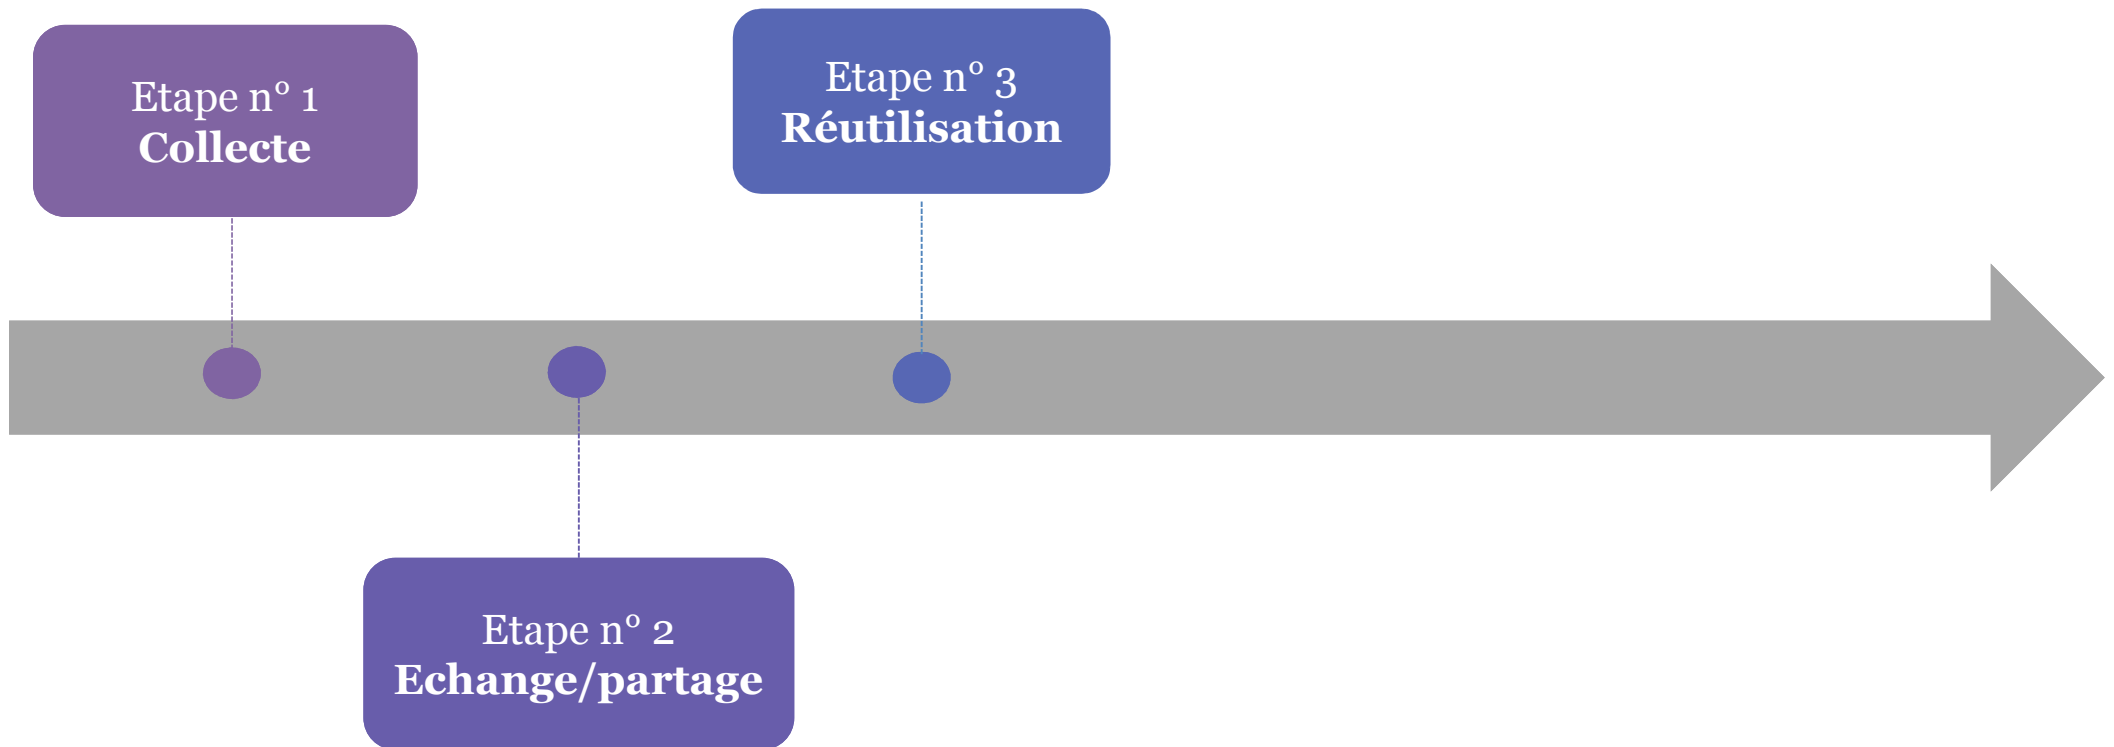 Etape n° 1
Collecte
Etape n° 2
Echange/partage
Etape n° 3
Réutilisation